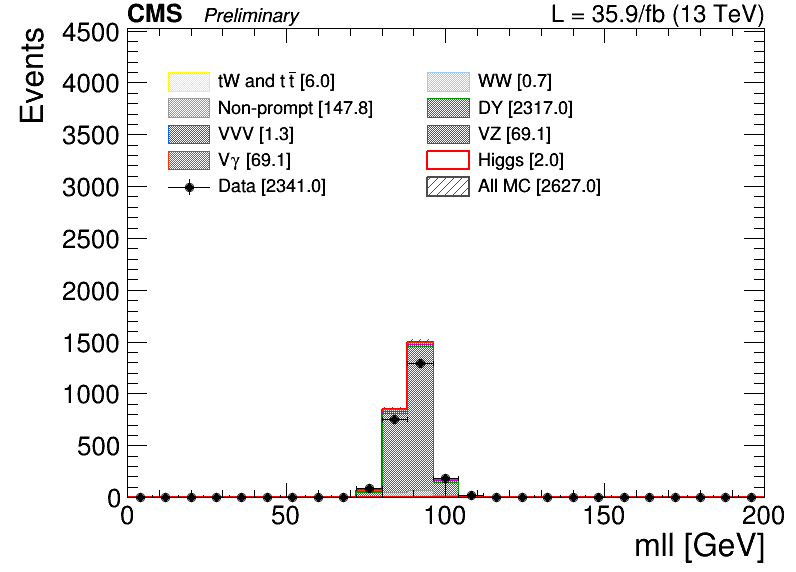 CMS Preliminary L = 35.9/fb (13 TeV)
Events
4500
4000
3500
3000
2500
2000
1500
1000
500
0
tW and t t̄ [6.0] WW [0.7]
Non-prompt [147.8] DY [2317.0]
VVV [1.3] VZ [69.1]
Vγ [69.1] Higgs [2.0]
Data [2341.0] All MC [2627.0]
0 50 100 150 200
mll [GeV]